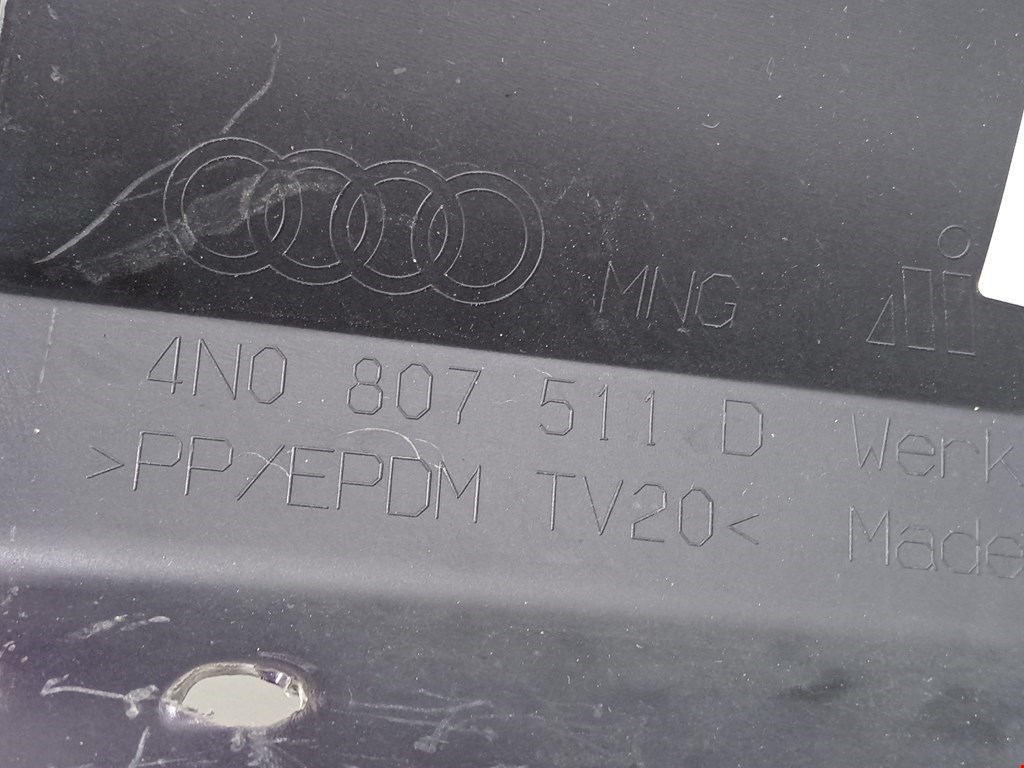 MNG
4N0 807 511 D Werk
>PP/EPDM TV20< Made